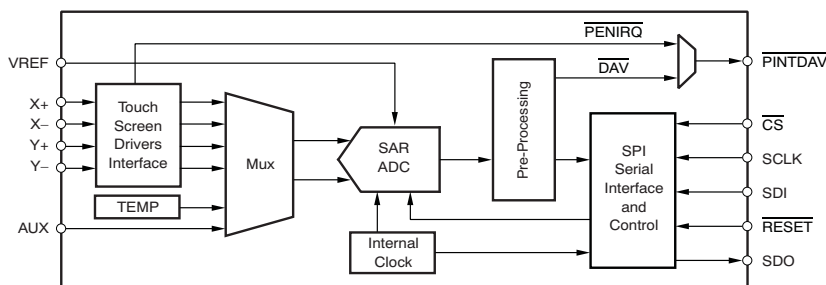 PENIRQ
VREF
DAV
PINTDAV
X+
X−
Y+
Y−
Touch
Screen
Drivers
Interface
Mux
SAR
ADC
Pre-Processing
SPI
Serial
Interface
and
Control
CS
SCLK
SDI
RESET
SDO
TEMP
AUX
Internal
Clock